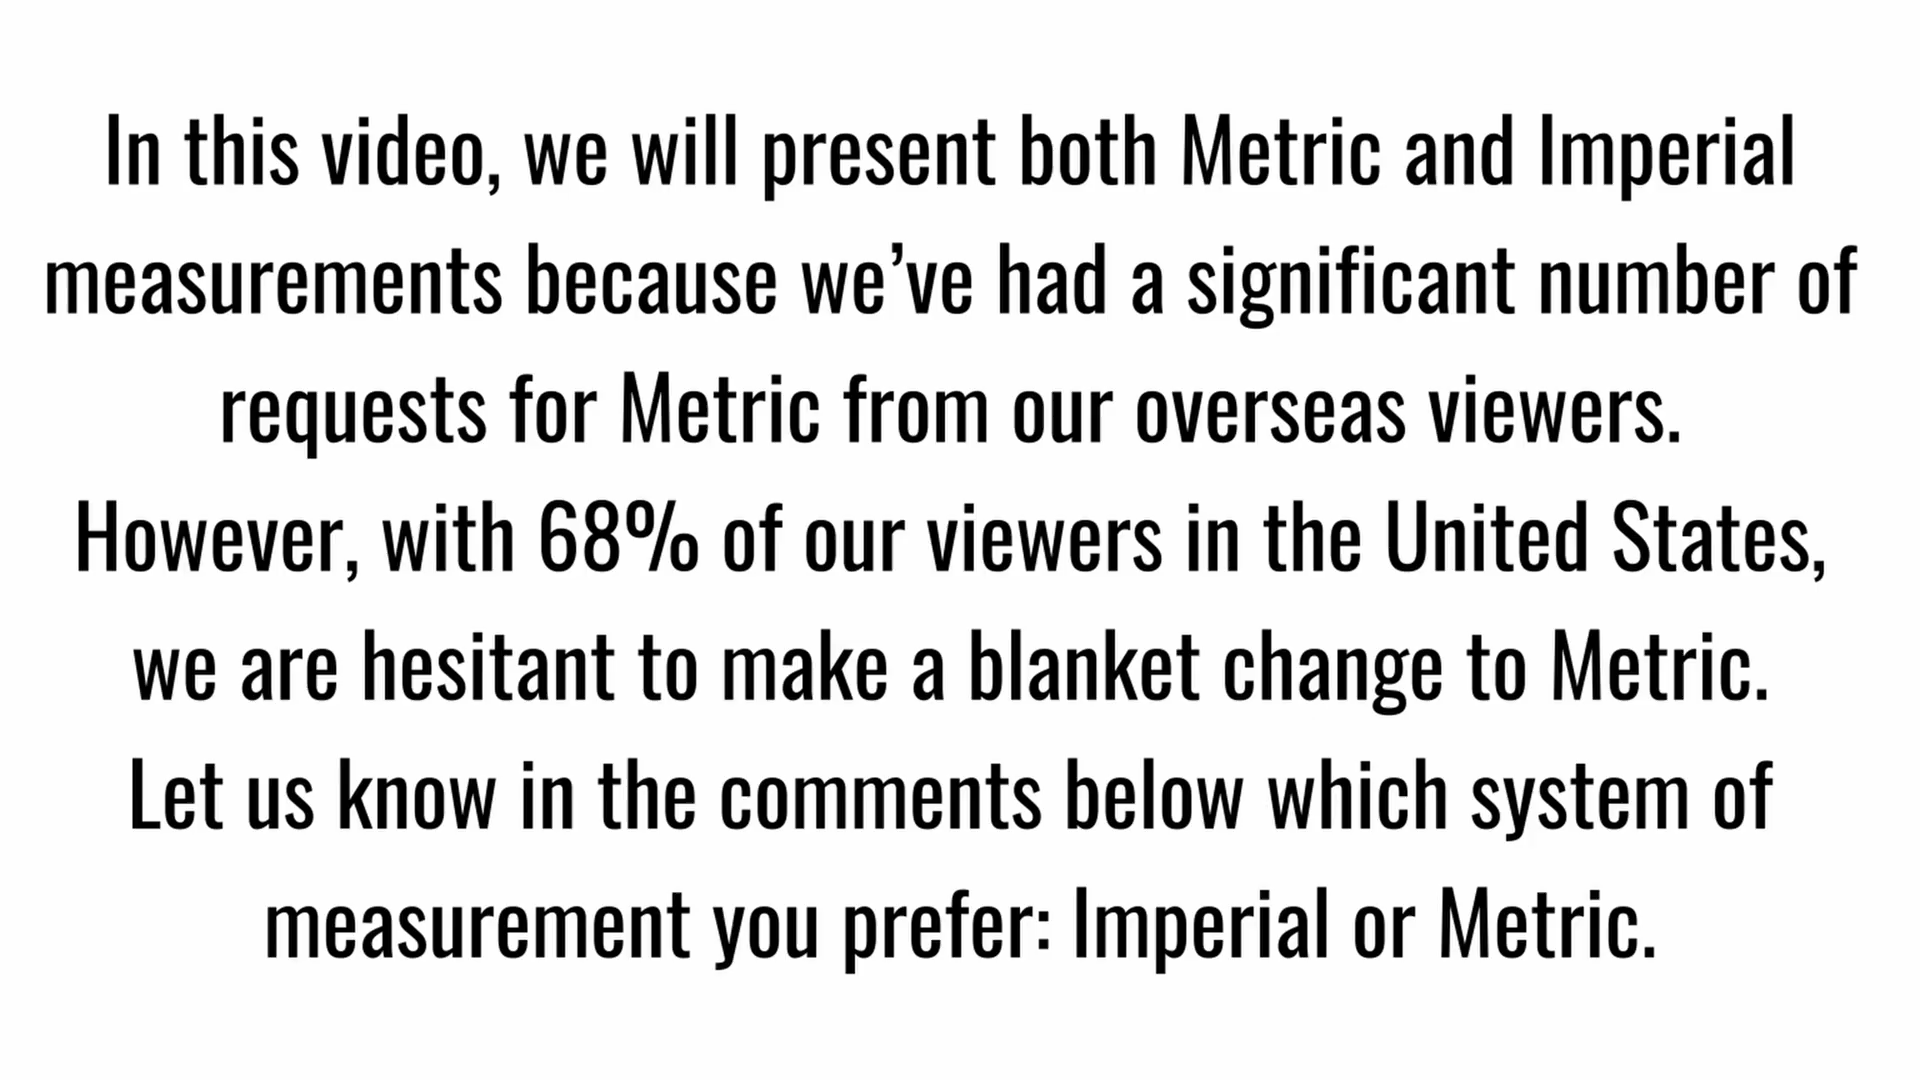 In this video, we will present both Metric and Imperial
measurements because we’ve had a significant number of
requests for Metric from our overseas viewers.
However, with 68% of our viewers in the United States,
we are hesitant to make a blanket change to Metric.
Let us know in the comments below which system of
measurement you prefer: Imperial or Metric.